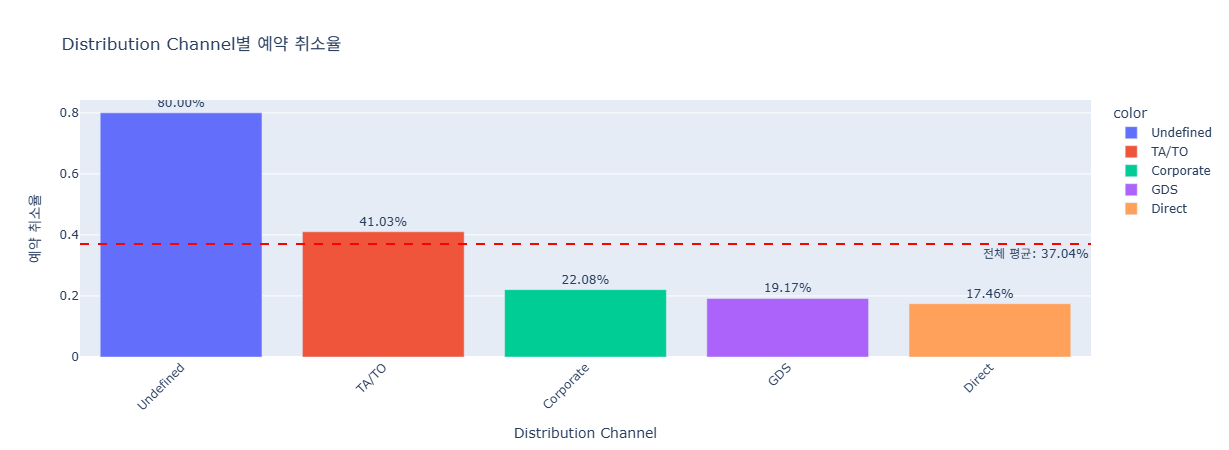 Distribution Channel별 예약 취소율
예약 취소율
0.8
0.6
0.4
0.2
0
80.00%
41.03%
22.08%
19.17%
17.46%
전체 평균: 37.04%
Undefined
TA/TO
Corporate
GDS
Direct
Distribution Channel
color
Undefined
TA/TO
Corporate
GDS
Direct